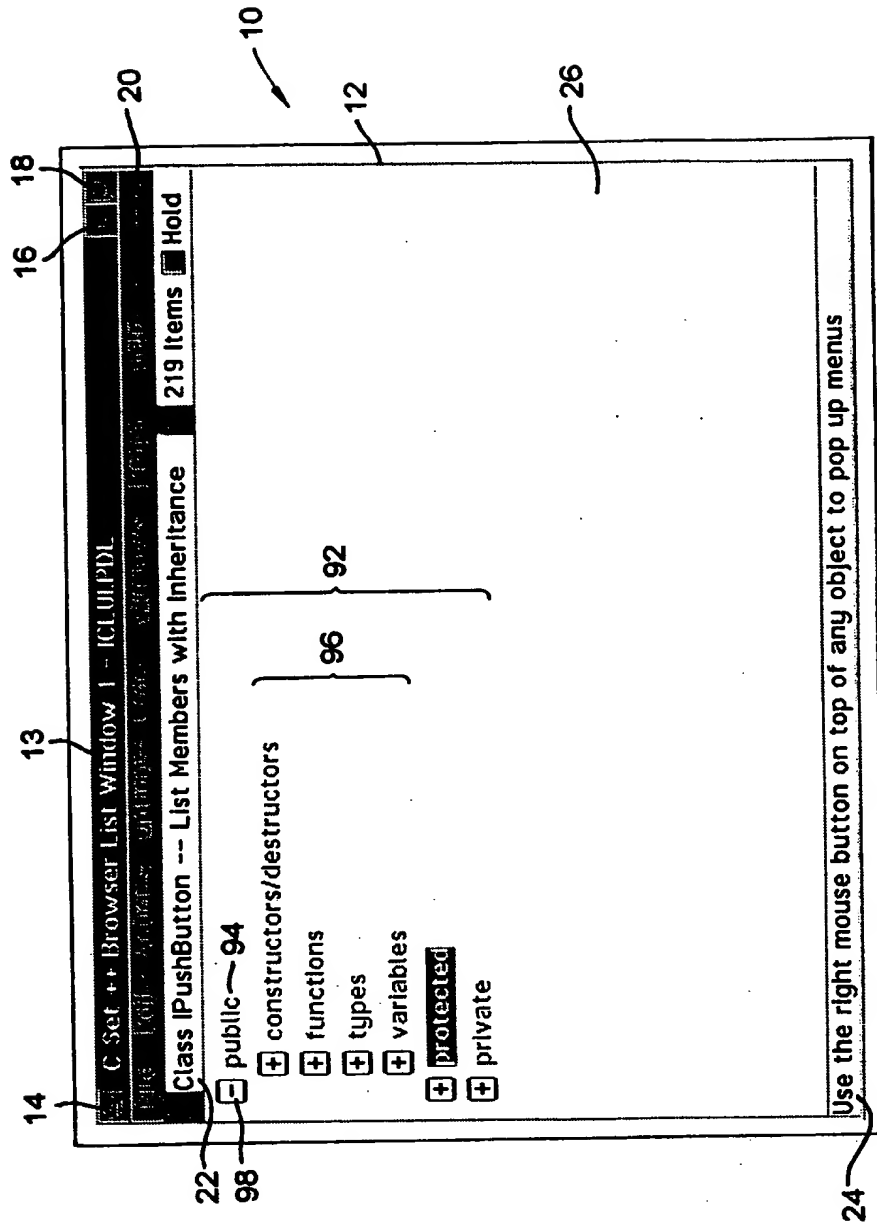 10
16
18
20
12
26
13
14
C Set ++ Browser List Window 1 - ICLUI.PDL
Class IPushButton -- List Members with Inheritance
219 Items
Hold
22
98
public
94
constructors/destructors
functions
types
variables
96
92
protected
private
Use the right mouse button on top of any object to pop up menus
24